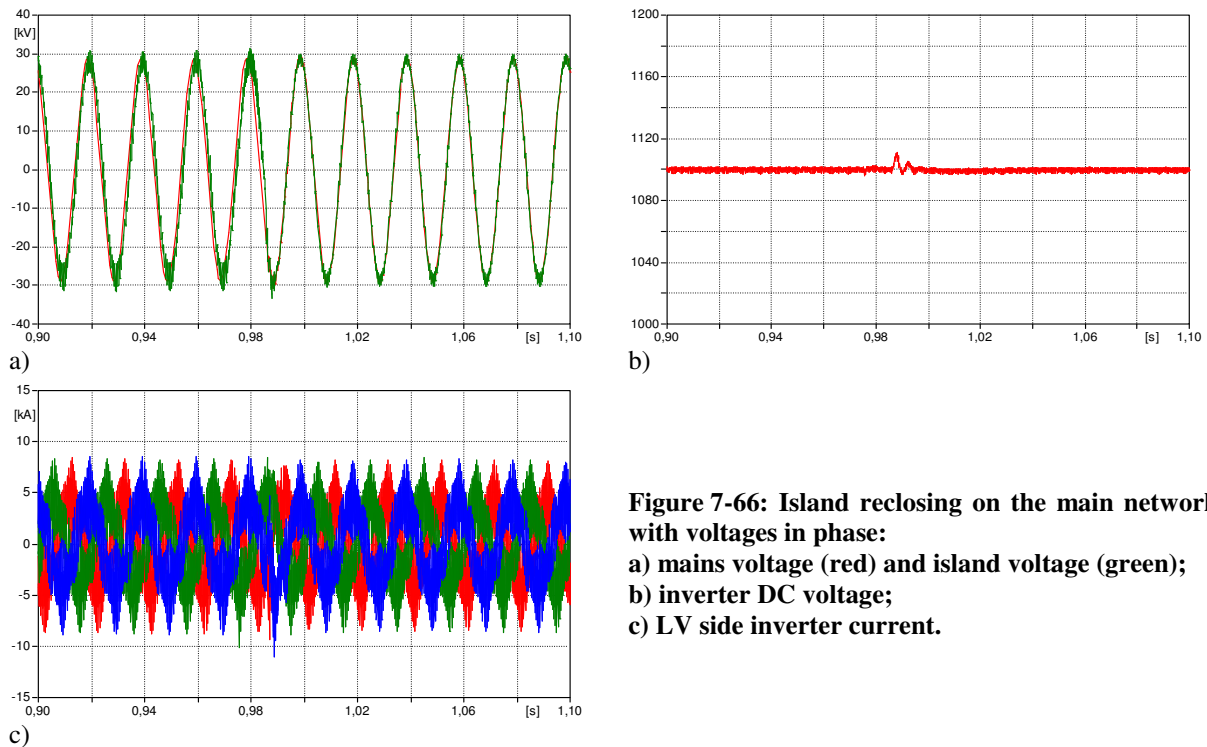 40
[kV]
30
20
10
0
-10
-20
-30
-40
0,90 0,94 0,98 1,02 1,06 [s] 1,10
a)
1200
1160
1120
1080
1040
1000
0,90 0,94 0,98 1,02 1,06 [s] 1,10
b)
15
[kA]
10
5
0
-5
-10
-15
0,90 0,94 0,98 1,02 1,06 [s] 1,10
c)
Figure 7-66: Island reclosing on the main network
with voltages in phase:
a) mains voltage (red) and island voltage (green);
b) inverter DC voltage;
c) LV side inverter current.